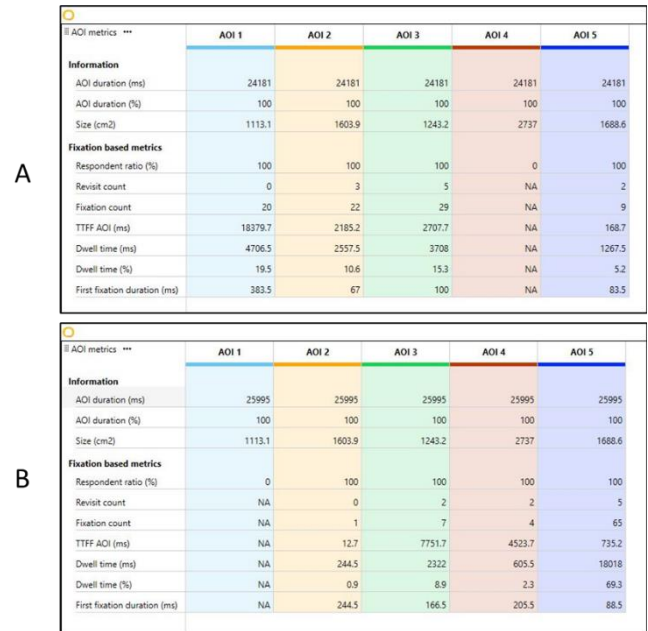 A
AOI metrics ••• AOI 1 AOI 2 AOI 3 AOI 4 AOI 5
Information
AOI duration (ms) 24181 24181 24181 24181 24181
AOI duration (%) 100 100 100 100 100
Size (cm2) 1113.1 1603.9 1243.2 2737 1688.6
Fixation based metrics
Respondent ratio (%) 100 100 100 0 100
Revisit count 0 3 5 NA 2
Fixation count 20 22 29 NA 9
TTFF AOI (ms) 18379.7 2185.2 2707.7 NA 168.7
Dwell time (ms) 4706.5 2557.5 3708 NA 1267.5
Dwell time (%) 19.5 10.6 15.3 NA 5.2
First fixation duration (ms) 383.5 67 100 NA 83.5
B
AOI metrics ••• AOI 1 AOI 2 AOI 3 AOI 4 AOI 5
Information
AOI duration (ms) 25995 25995 25995 25995 25995
AOI duration (%) 100 100 100 100 100
Size (cm2) 1113.1 1603.9 1243.2 2737 1688.6
Fixation based metrics
Respondent ratio (%) 0 100 100 100 100
Revisit count NA 0 2 2 5
Fixation count NA 1 7 4 65
TTFF AOI (ms) NA 12.7 7751.7 4523.7 735.2
Dwell time (ms) NA 244.5 2322 605.5 18018
Dwell time (%) NA 0.9 8.9 2.3 69.3
First fixation duration (ms) NA 244.5 166.5 205.5 88.5